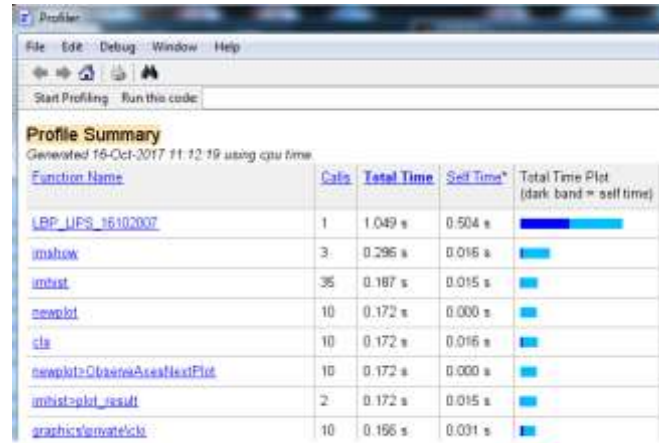 Profiler
File Edit Debug Window Help
Start Profiling Run this code:
Profile Summary
Generated 16-Oct-2017 11:12:19 using cpu time.
Function Name Calls Total Time Self Time* Total Time Plot
(dark band = self time)
LBP_LIPS_16102007 1 1.049 s 0.504 s
imshow 3 0.296 s 0.016 s
imhist 35 0.187 s 0.015 s
newplot 10 0.172 s 0.000 s
cla 10 0.172 s 0.016 s
newplot>ObserveAxesNextPlot 10 0.172 s 0.000 s
imhist>plot_result 2 0.172 s 0.015 s
graphics\private\clo 10 0.156 s 0.031 s